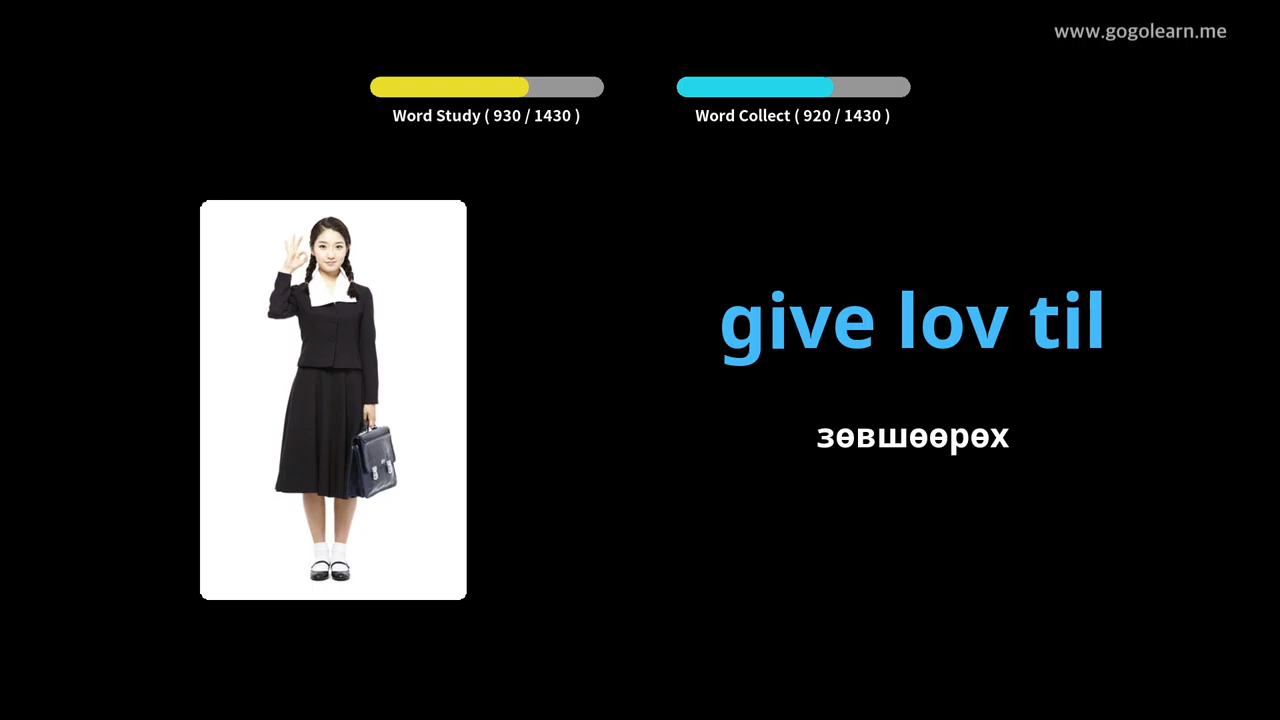 www.gogolearn.me
Word Study ( 930 / 1430 )
Word Collect ( 920 / 1430 )
give lov til
зөвшөөрөх